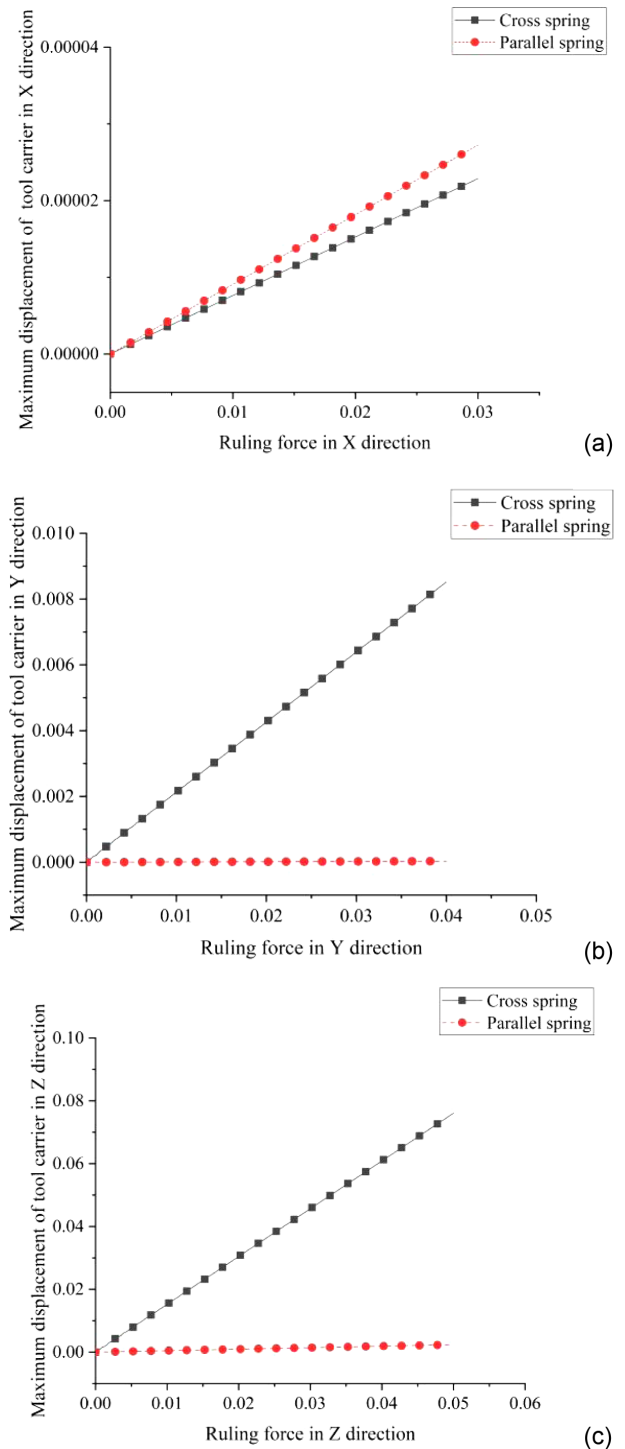 Cross spring
Parallel spring
Maximum displacement of tool carrier in X direction
0.00004
0.00002
0.00000
0.00
0.01
0.02
0.03
Ruling force in X direction
(a)
Cross spring
Parallel spring
Maximum displacement of tool carrier in Y direction
0.010
0.008
0.006
0.004
0.002
0.000
0.00
0.01
0.02
0.03
0.04
0.05
Ruling force in Y direction
(b)
Cross spring
Parallel spring
Maximum displacement of tool carrier in Z direction
0.10
0.08
0.06
0.04
0.02
0.00
0.00
0.01
0.02
0.03
0.04
0.05
0.06
Ruling force in Z direction
(c)